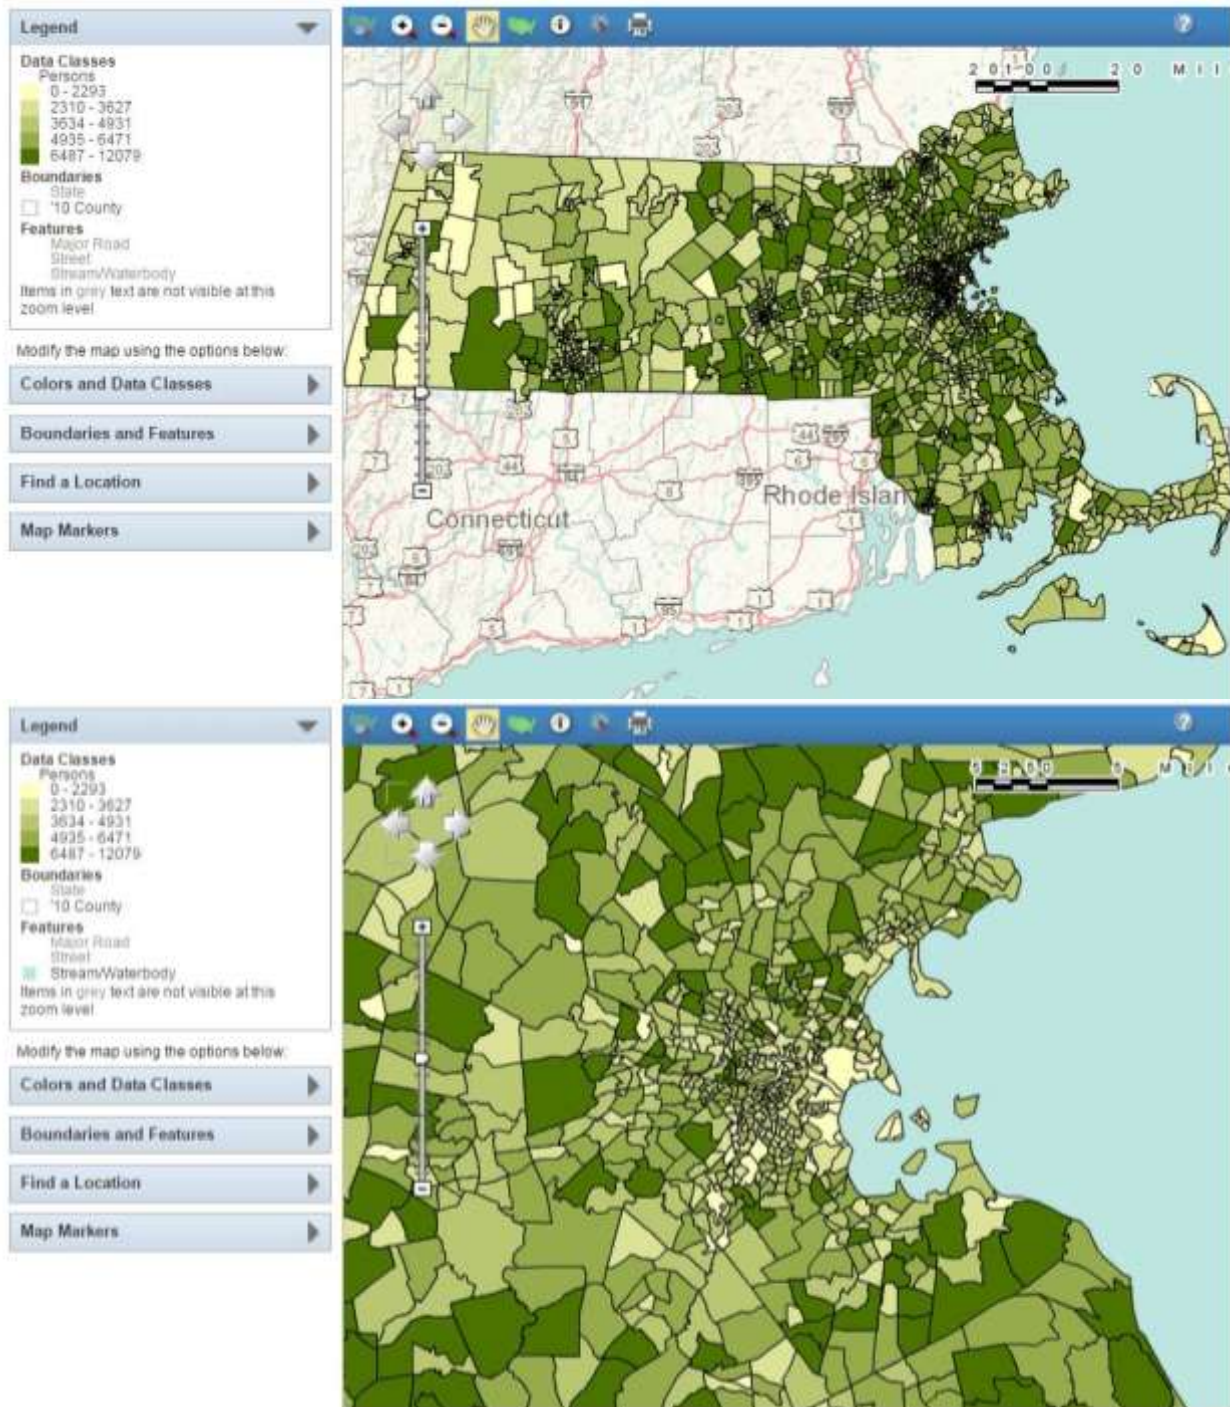 Legend
Data Classes
Persons
0 - 2293
2310 - 3627
3634 - 4931
4935 - 6471
6487 - 12079
Boundaries
State
'10 County
Features
Major Road
Street
Stream/Waterbody
Items in grey text are not visible at this
zoom level
Modify the map using the options below:
Colors and Data Classes
Boundaries and Features
Find a Location
Map Markers
Connecticut
Rhode Islan
Legend
Data Classes
Persons
0 - 2293
2310 - 3627
3634 - 4931
4935 - 6471
6487 - 12079
Boundaries
State
'10 County
Features
Major Road
Street
Stream/Waterbody
Items in grey text are not visible at this
zoom level
Modify the map using the options below:
Colors and Data Classes
Boundaries and Features
Find a Location
Map Markers